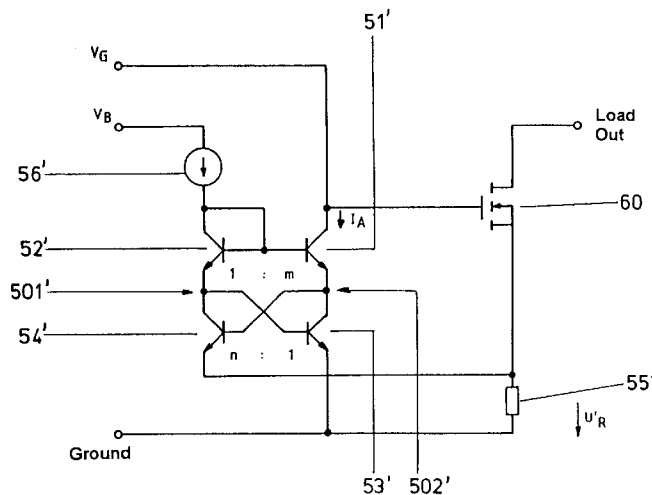 51'
V_G
V_B
Load
Out
56'
I_A
60
52'
1 : m
501'
54'
n : 1
55'
U'_R
Ground
53'
502'